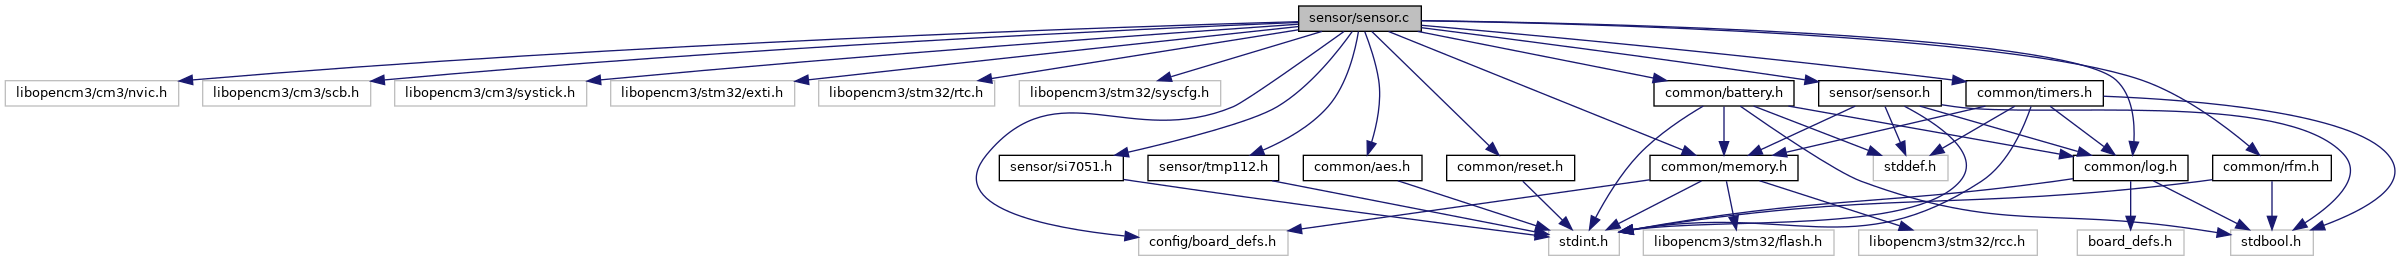 sensor/sensor.c
libopencm3/cm3/nvic.h
libopencm3/cm3/scb.h
libopencm3/cm3/systick.h
libopencm3/stm32/exti.h
libopencm3/stm32/rtc.h
libopencm3/stm32/syscfg.h
common/battery.h
sensor/sensor.h
common/timers.h
sensor/si7051.h
sensor/tmp112.h
common/aes.h
common/reset.h
common/memory.h
stddef.h
common/log.h
common/rfm.h
config/board_defs.h
stdint.h
libopencm3/stm32/flash.h
libopencm3/stm32/rcc.h
board_defs.h
stdbool.h